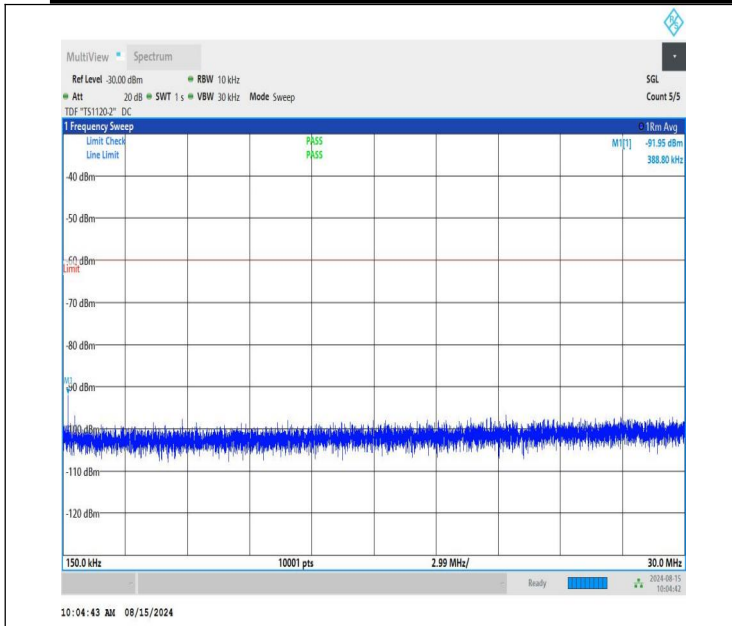 R S
MultiView Spectrum
Ref Level -30.00 dBm RBW 10 kHz SGL
Att 20 dB SWT 1 s VBW 30 kHz Mode Sweep Count 5/5
TDF "TS1120-2" DC
1 Frequency Sweep 1Rm Avg
Limit Check PASS M1[1] -91.95 dBm
Line Limit PASS 388.80 kHz
-40 dBm
-50 dBm
-60 dBm
Limit
-70 dBm
-80 dBm
M1
-90 dBm
-100 dBm
-110 dBm
-120 dBm
150.0 kHz 10001 pts 2.99 MHz/ 30.0 MHz
Ready 2024-08-15
10:04:42
10:04:43 AM 08/15/2024